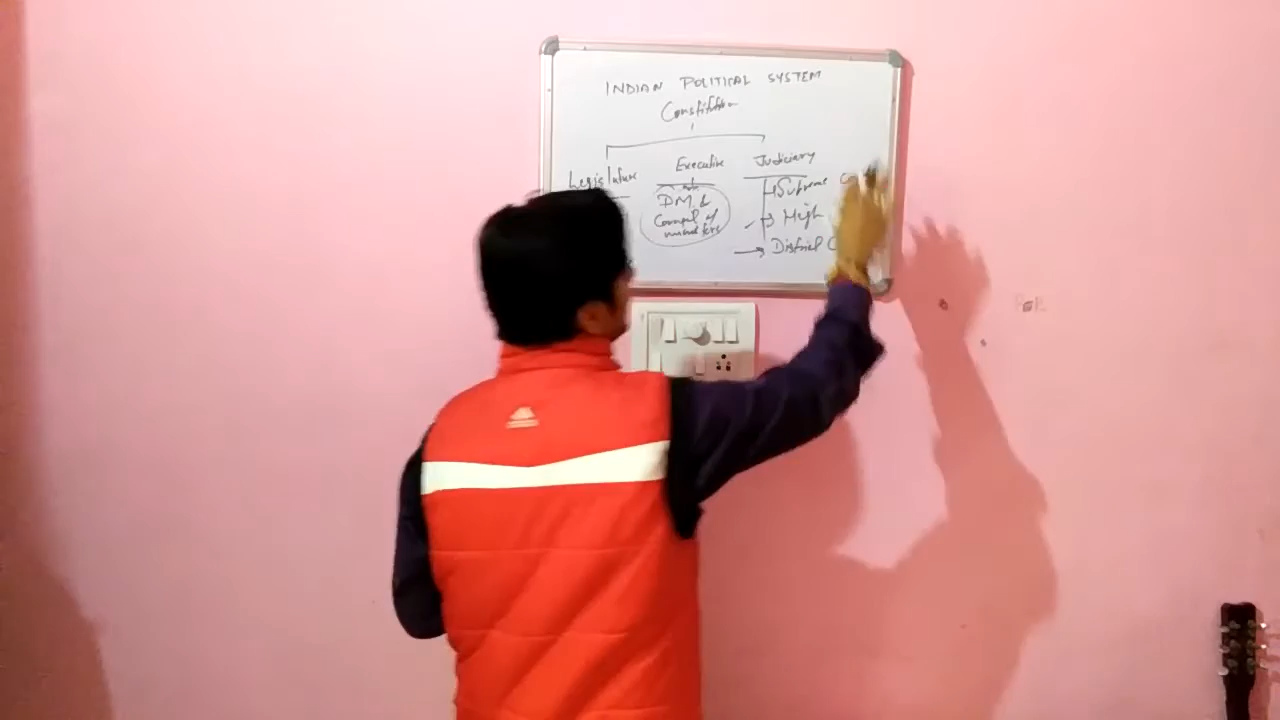 INDIAN POLITICAL SYSTEM
Constitution
Legislature Executive Judiciary
Supreme
PM &
Council of
ministers
High
District C